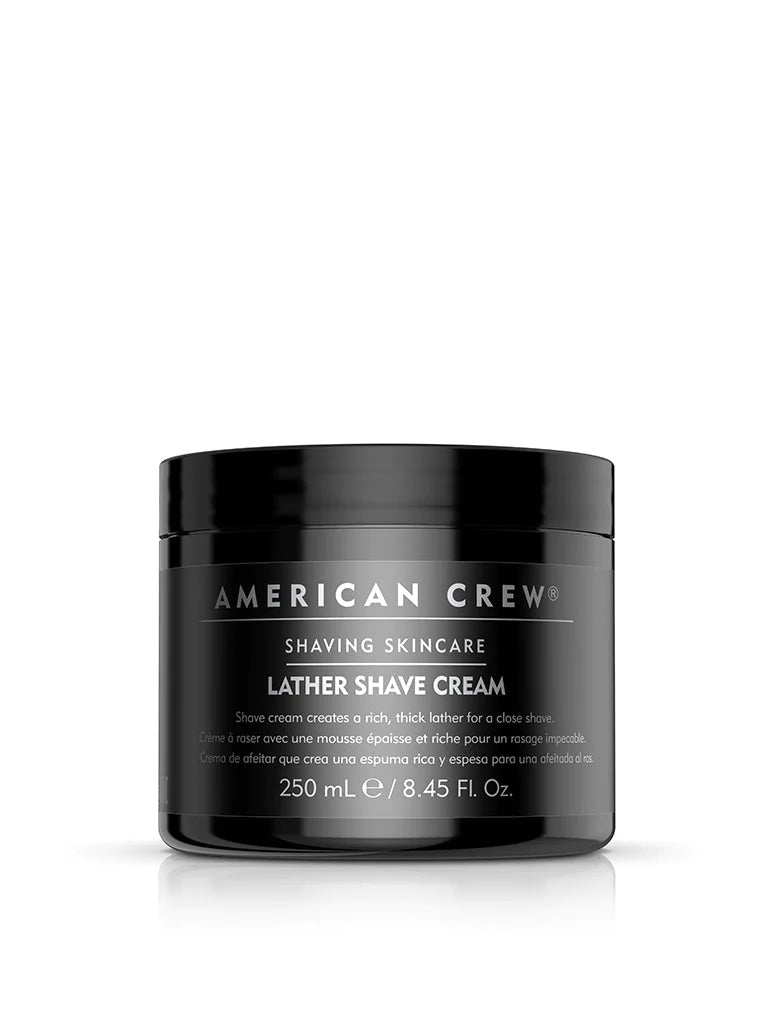 AMERICAN CREW®
SHAVING SKINCARE
LATHER SHAVE CREAM
Shave cream creates a rich, thick lather for a close shave.
Crème à raser avec une mousse épaisse et riche pour un rasage impecable.
Crema de afeitar que crea una espuma rica y espesa para una afeitada al ras.
250 mL ℮ / 8.45 Fl. Oz.